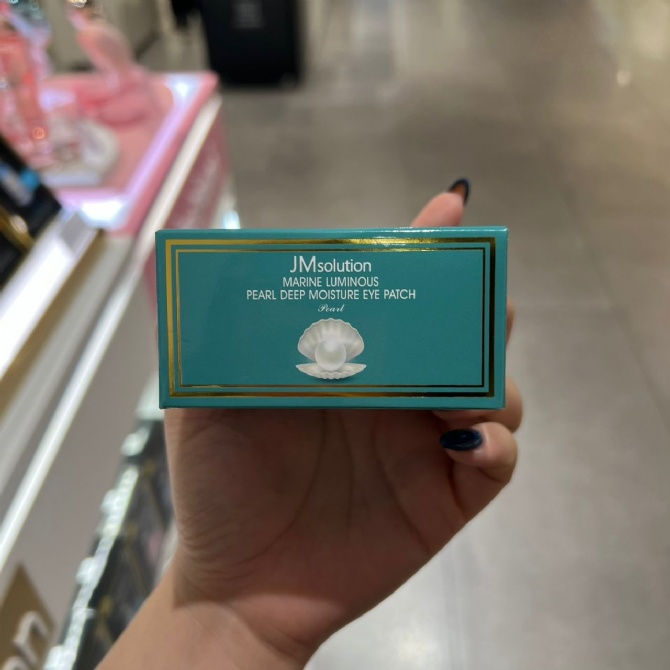 JMsolution
MARINE LUMINOUS
PEARL DEEP MOISTURE EYE PATCH
Pearl